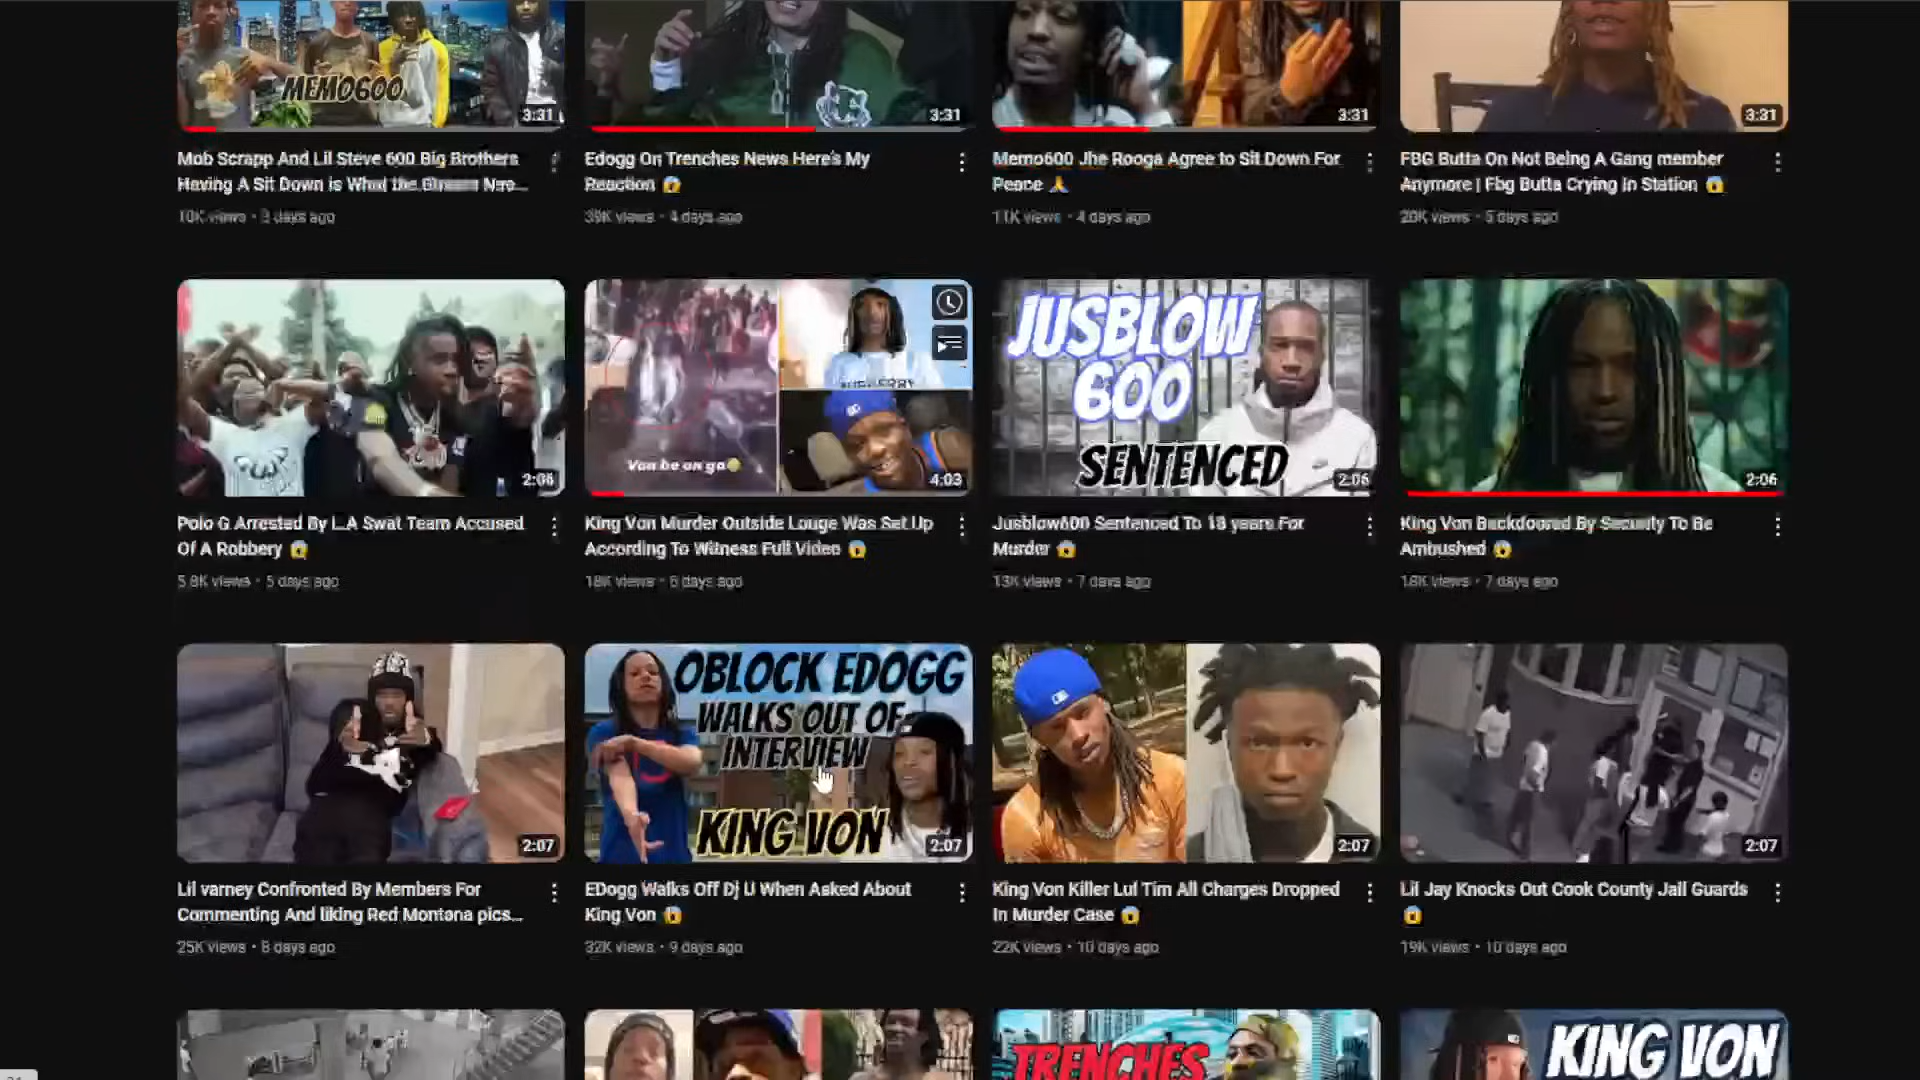 MEMO600
3:31
3:31
3:31
3:31
Mob Scrapp And Lil Steve 600 Big Brothers
Having A Sit Down is What the Streets Nee...
10K views • 3 days ago
Edogg On Trenches News Here's My
Reaction 😱
39K views • 4 days ago
Memo600 Jhe Rooga Agree to Sit Down For
Peace 🙏
11K views • 4 days ago
FBG Butta On Not Being A Gang member
Anymore | Fbg Butta Crying In Station 😱
20K views • 5 days ago
2:06
Van be on go
4:03
JUSBLOW
600
SENTENCED
2:06
2:06
Polo G Arrested By L.A Swat Team Accused
Of A Robbery 😱
5.8K views • 5 days ago
King Von Murder Outside Louge Was Set Up
According To Witness Full Video 😱
18K views • 6 days ago
Jusblow600 Sentenced To 18 years For
Murder 😱
13K views • 7 days ago
King Von Backdoored By Security To Be
Ambushed 😱
18K views • 7 days ago
2:07
OBLOCK EDOGG
WALKS OUT OF
INTERVIEW
KING VON
2:07
2:07
2:07
Lil varney Confronted By Members For
Commenting And liking Red Montana pics...
25K views • 8 days ago
EDogg Walks Off Dj U When Asked About
King Von 😱
32K views • 9 days ago
King Von Killer Lul Tim All Charges Dropped
In Murder Case 😱
22K views • 10 days ago
Lil Jay Knocks Out Cook County Jail Guards
😱
19K views • 10 days ago
TRENCHES
KING VON